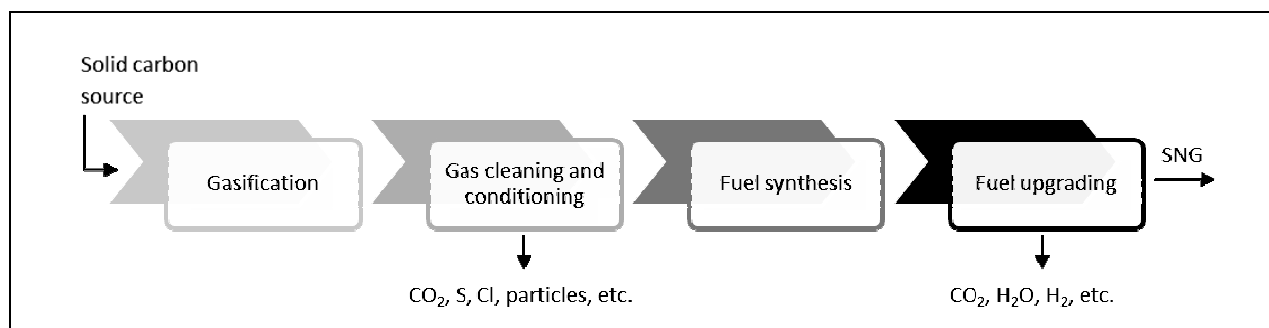 Solid carbon
source
Gasification
Gas cleaning and
conditioning
Fuel synthesis
Fuel upgrading
SNG
CO₂, S, Cl, particles, etc.
CO₂, H₂O, H₂, etc.